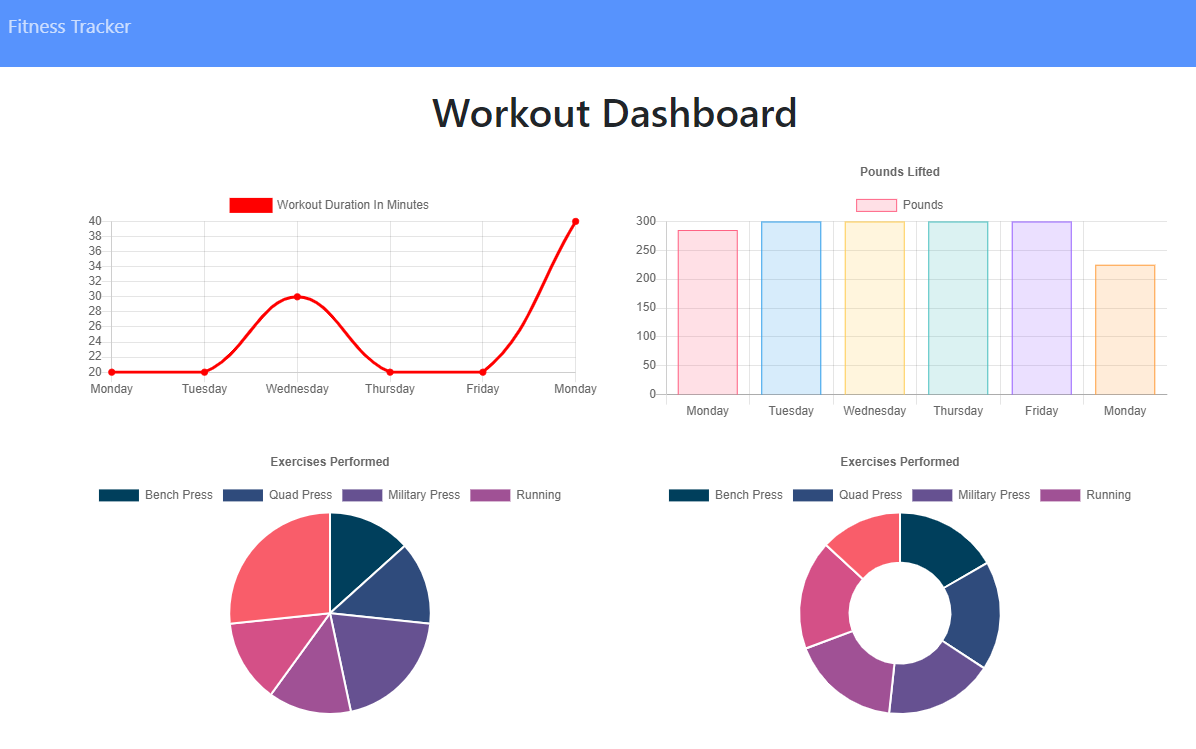 Fitness Tracker
Workout Dashboard
Workout Duration In Minutes
40
38
36
34
32
30
28
26
24
22
20
Monday Tuesday Wednesday Thursday Friday Monday
Pounds Lifted
Pounds
300
250
200
150
100
50
0
Monday Tuesday Wednesday Thursday Friday Monday
Exercises Performed
Bench Press Quad Press Military Press Running
Exercises Performed
Bench Press Quad Press Military Press Running